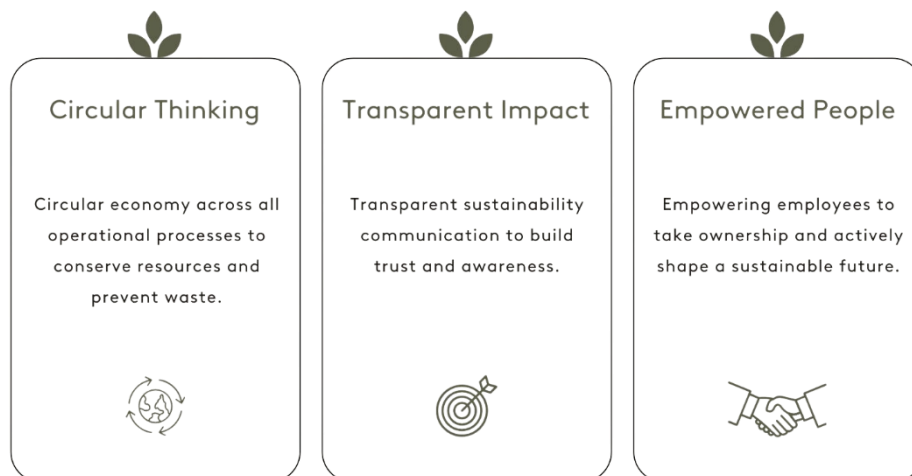 Circular Thinking
Circular economy across all
operational processes to
conserve resources and
prevent waste.
Transparent Impact
Transparent sustainability
communication to build
trust and awareness.
Empowered People
Empowering employees to
take ownership and actively
shape a sustainable future.